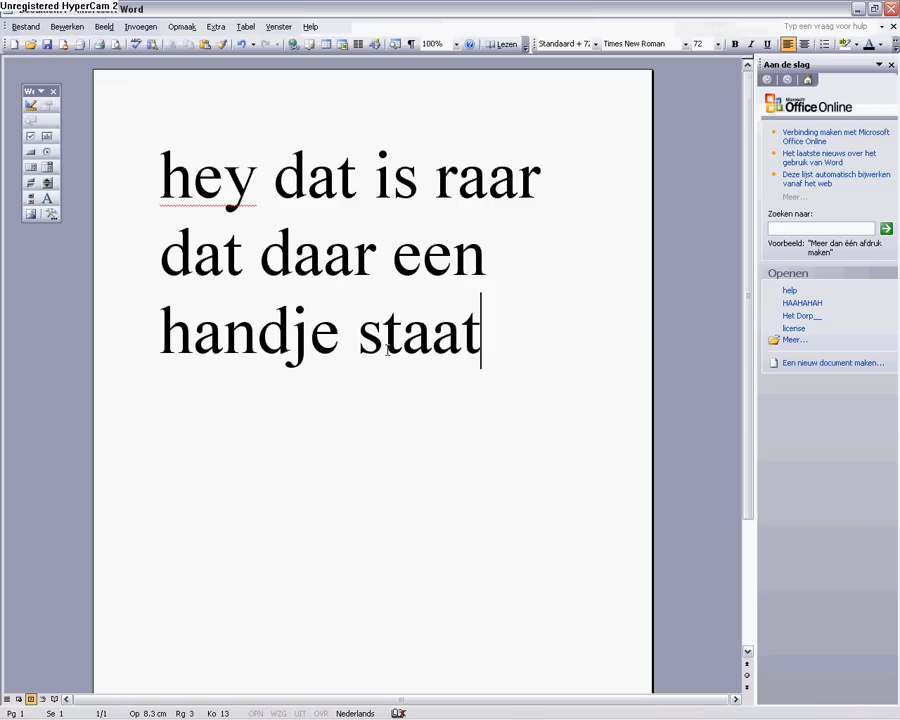 Unregistered HyperCam 2
Word
Bestand Bewerken Beeld Invoegen Opmaak Extra Tabel Venster Help
Typ een vraag voor hulp
100% Lezen Standaard + 72 Times New Roman 72 B I U
Aan de slag
Microsoft
Office Online
Verbinding maken met Microsoft
Office Online
Het laatste nieuws over het
gebruik van Word
Deze lijst automatisch bijwerken
vanaf het web
Meer...
Zoeken naar:
Voorbeeld: "Meer dan één afdruk
maken"
Openen
help
HAAHAHAH
Het Dorp__
license
Meer...
Een nieuw document maken...
hey dat is raar
dat daar een
handje staat
Pg 1 Se 1 1/1 Op 8.3 cm Rg 3 Ko 13 OPN WZG UIT OVR Nederlands